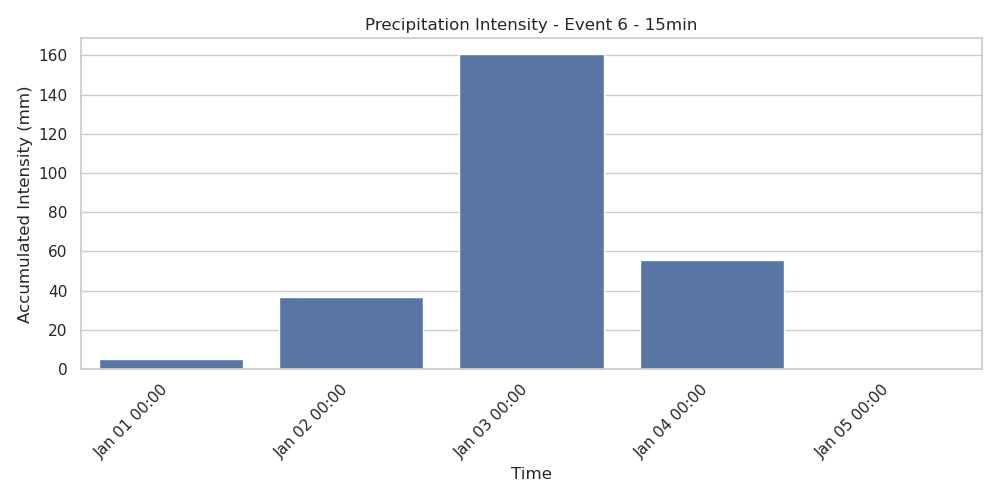 Precipitation Intensity - Event 6 - 15min
Accumulated Intensity (mm)
160
140
120
100
80
60
40
20
0
Jan 01 00:00
Jan 02 00:00
Jan 03 00:00
Jan 04 00:00
Jan 05 00:00
Time